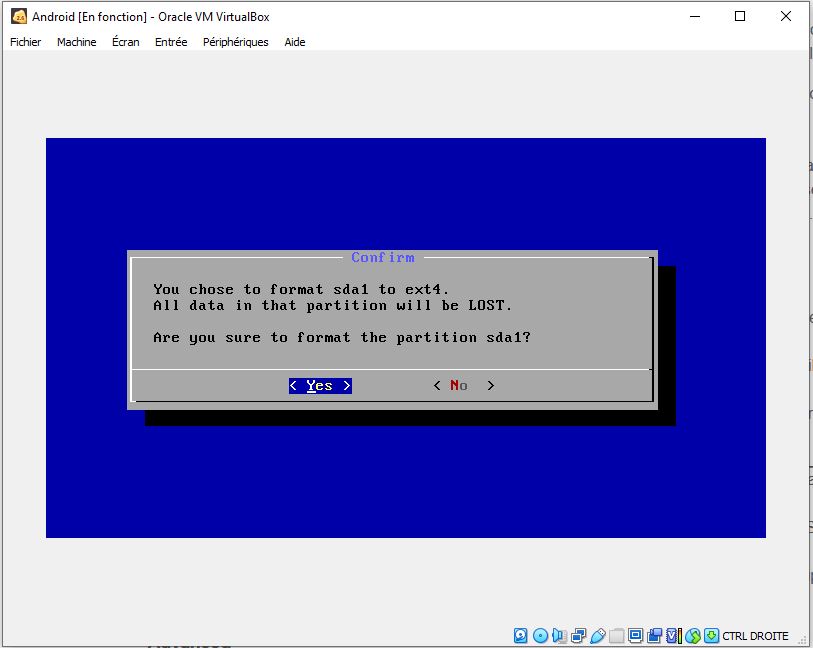 Android [En fonction] - Oracle VM VirtualBox
Fichier Machine Écran Entrée Périphériques Aide
Confirm
You chose to format sda1 to ext4.
All data in that partition will be LOST.
Are you sure to format the partition sda1?
< Yes > < No >
CTRL DROITE